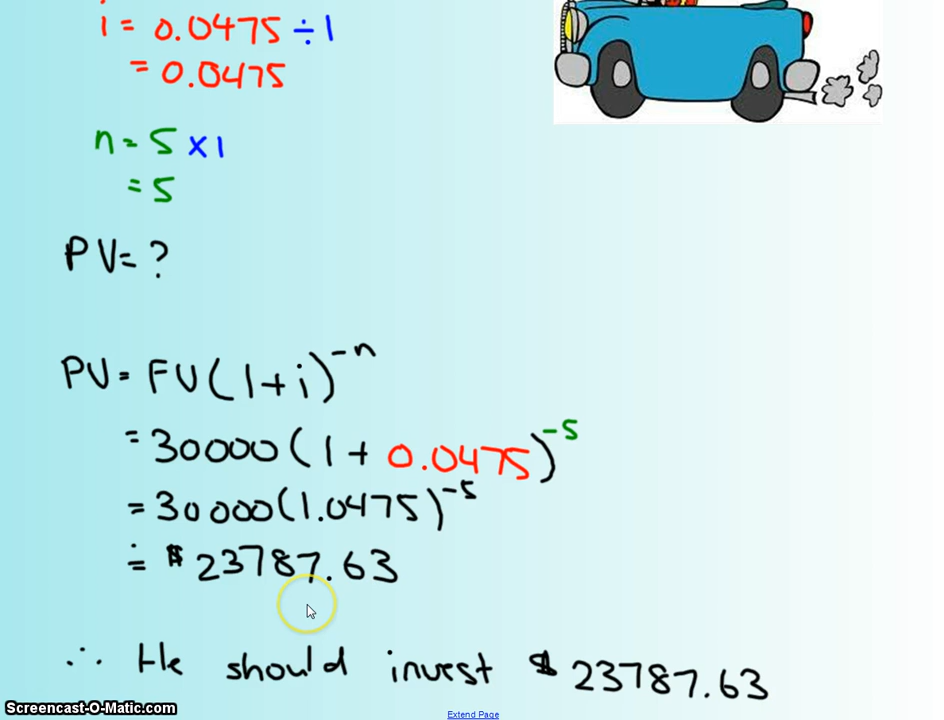 i = 0.0475 ÷ 1
= 0.0475
n = 5 × 1
= 5
PV = ?
PV = FV(1+i)^-n
= 30000(1 + 0.0475)^-5
= 30000(1.0475)^-5
≐ $23787.63
∴ He should invest $23787.63
Screencast-O-Matic.com
Extend Page